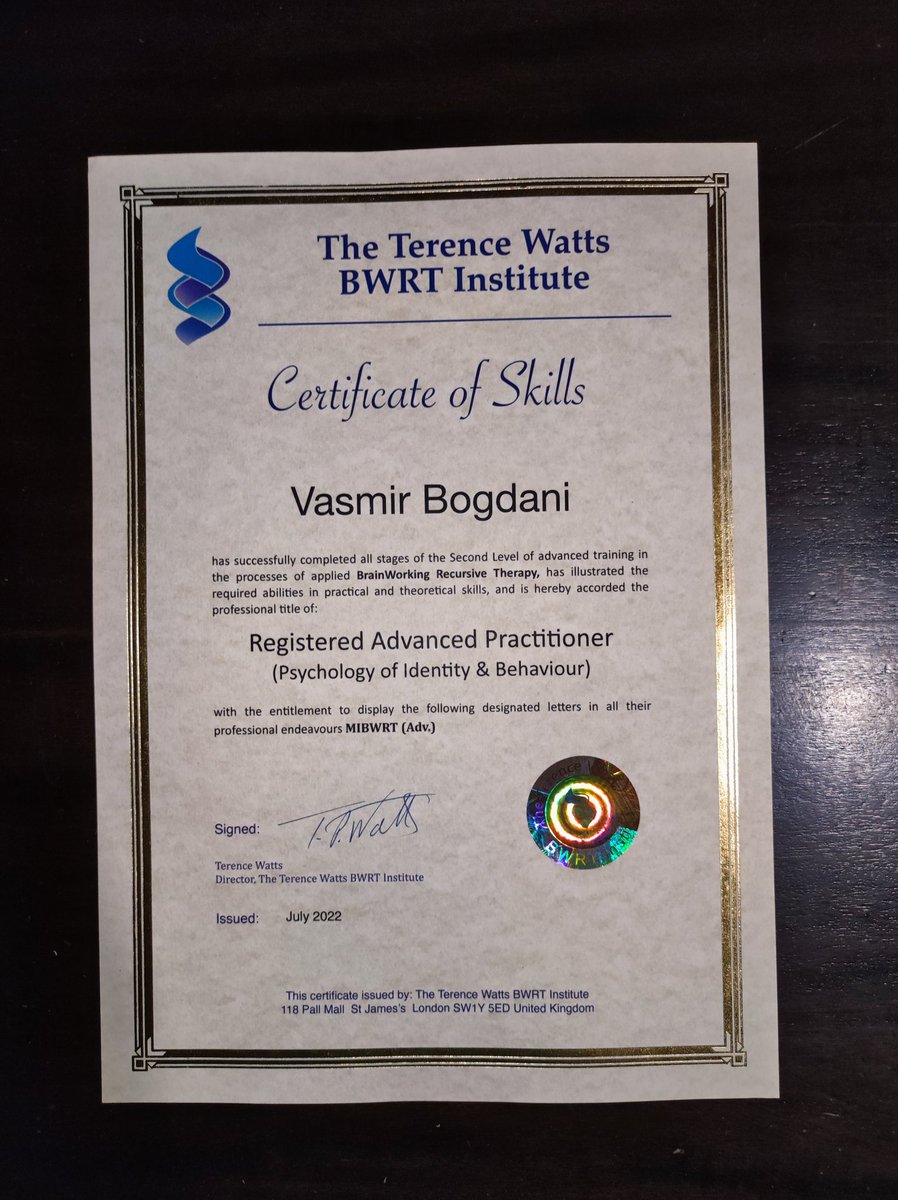 The Terence Watts
BWRT Institute
Certificate of Skills
Vasmir Bogdani
has successfully completed all stages of the Second Level of advanced training in
the processes of applied BrainWorking Recursive Therapy, has illustrated the
required abilities in practical and theoretical skills, and is hereby accorded the
professional title of:
Registered Advanced Practitioner
(Psychology of Identity & Behaviour)
with the entitlement to display the following designated letters in all their
professional endeavours MIBWRT (Adv.)
Signed: T.P.Watts
Terence Watts
Director, The Terence Watts BWRT Institute
Issued: July 2022
This certificate issued by: The Terence Watts BWRT Institute
118 Pall Mall St James's London SW1Y 5ED United Kingdom
The Terence
BWRT